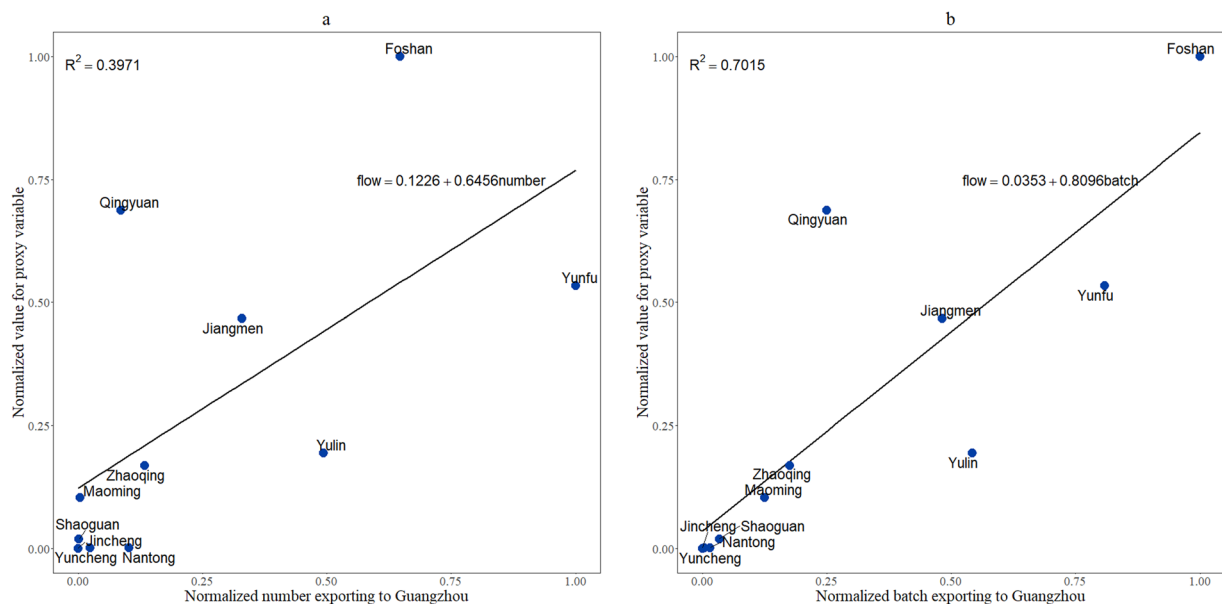 a
R² = 0.3971
Foshan
1.00
flow = 0.1226 + 0.6456number
0.75
Qingyuan
Yunfu
0.50
Jiangmen
0.25
Yulin
Zhaoqing
Maoming
Shaoguan
Jincheng
0.00
Yuncheng
Nantong
0.00 0.25 0.50 0.75 1.00
Normalized number exporting to Guangzhou
Normalized value for proxy variable
b
R² = 0.7015
Foshan
1.00
flow = 0.0353 + 0.8096batch
0.75
Qingyuan
Yunfu
0.50
Jiangmen
0.25
Yulin
Zhaoqing
Maoming
Jincheng
Shaoguan
Nantong
0.00
Yuncheng
0.00 0.25 0.50 0.75 1.00
Normalized batch exporting to Guangzhou
Normalized value for proxy variable